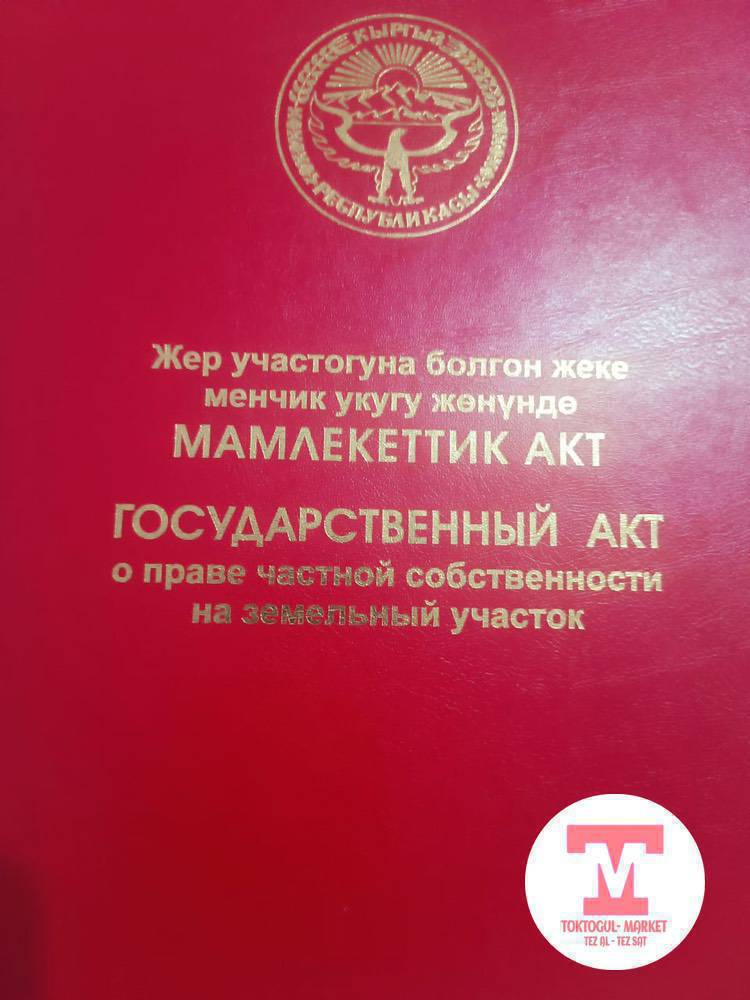 КЫРГЫЗ
РЕСПУБЛИКАСЫ
Жер участогуна болгон жеке
менчик укугу жөнүндө
МАМЛЕКЕТТИК АКТ
ГОСУДАРСТВЕННЫЙ АКТ
о праве частной собственности
на земельный участок
TM
TOKTOGUL- MARKET
TEZ AL - TEZ SAT